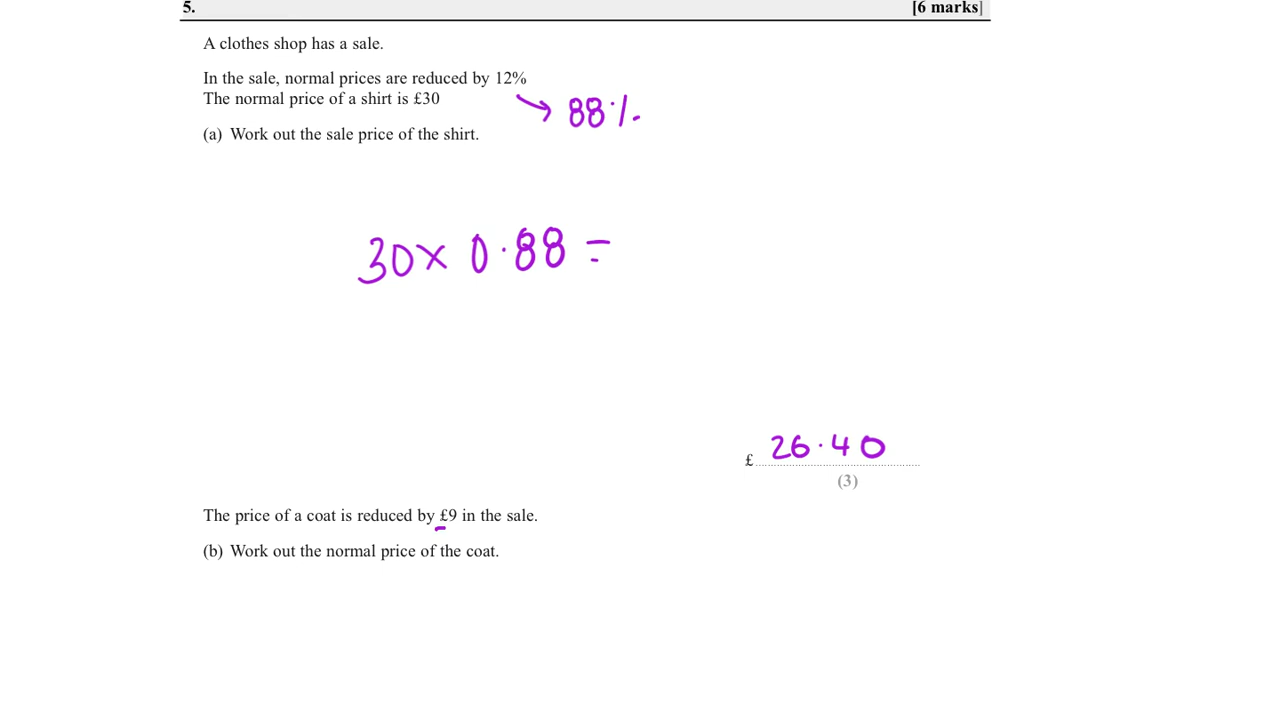 5. [6 marks]
A clothes shop has a sale.
In the sale, normal prices are reduced by 12%
The normal price of a shirt is £30
→ 88%
(a) Work out the sale price of the shirt.
30 × 0·88 =
£ 26·40
(3)
The price of a coat is reduced by £9 in the sale.
(b) Work out the normal price of the coat.